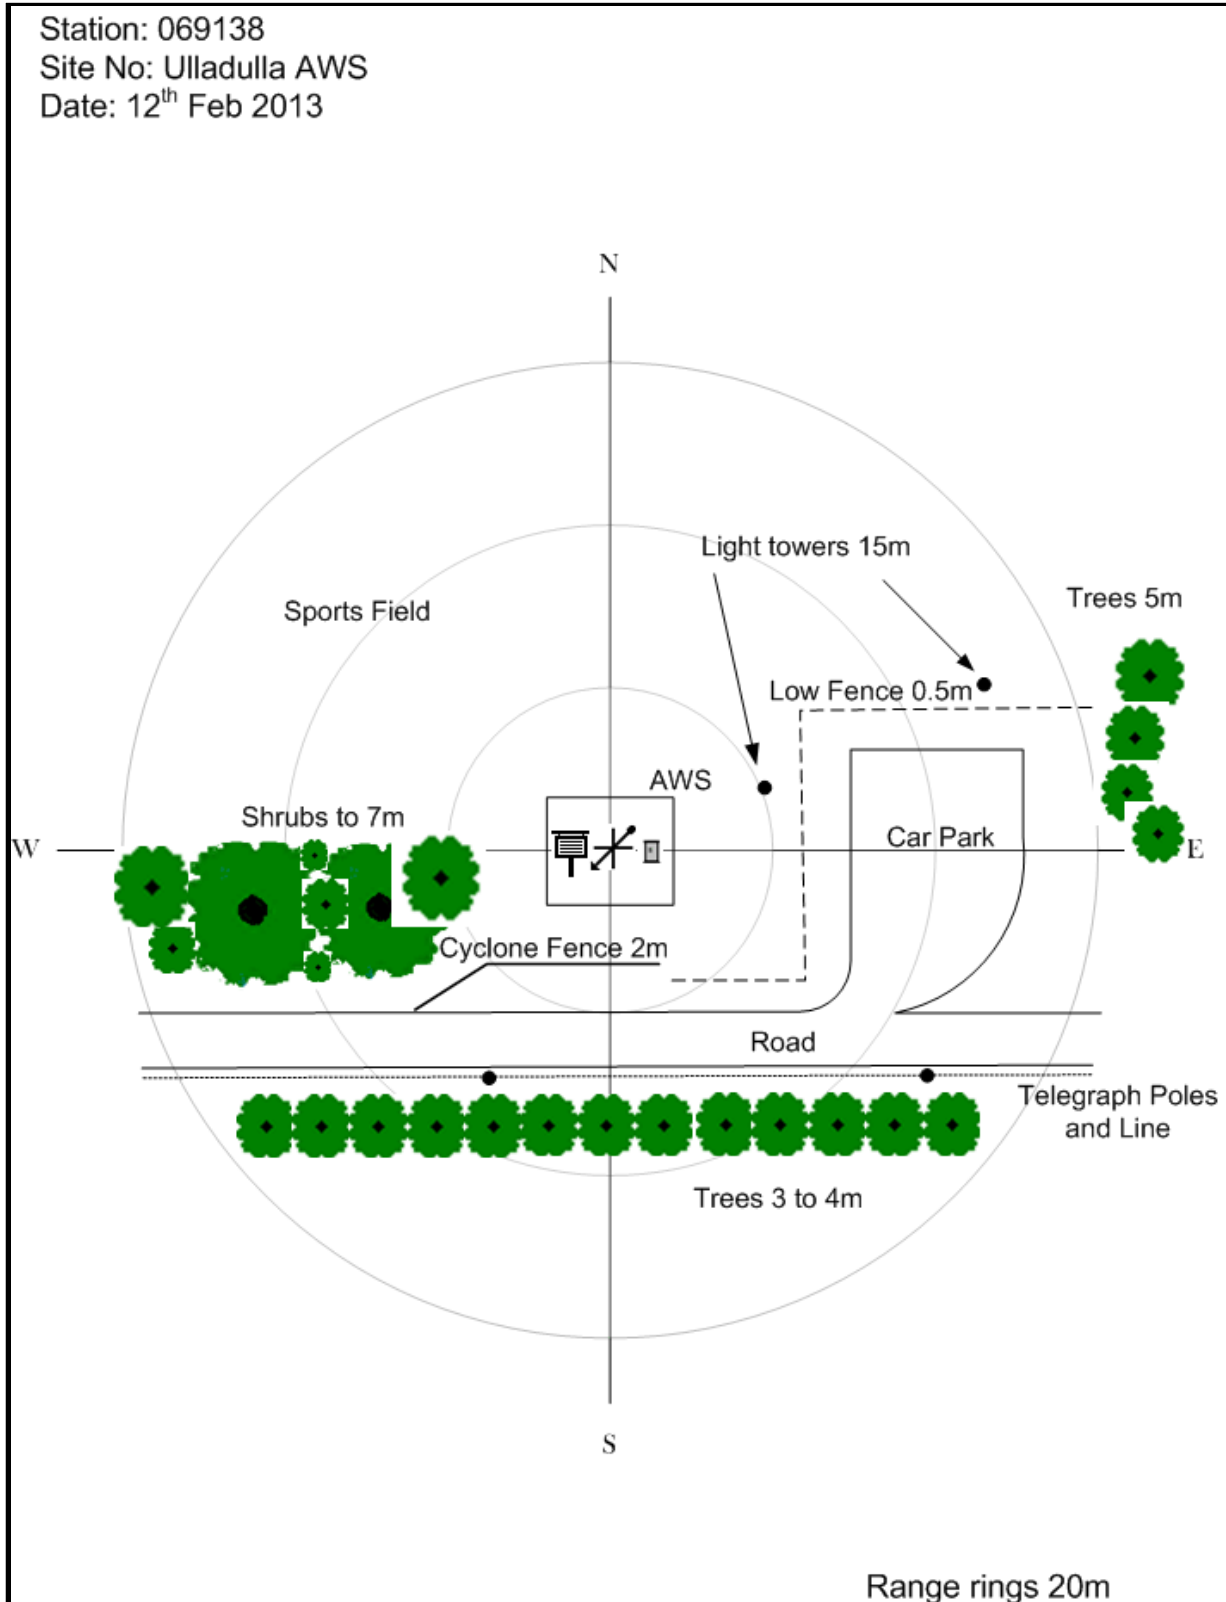 Station: 069138
Site No: Ulladulla AWS
Date: 12th Feb 2013
N
Light towers 15m
Trees 5m
Sports Field
Low Fence 0.5m
AWS
Shrubs to 7m
Car Park
W
E
Cyclone Fence 2m
Road
Telegraph Poles
and Line
Trees 3 to 4m
S
Range rings 20m